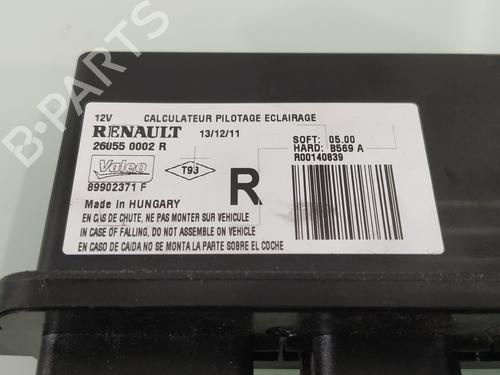 B-PARTS
12V CALCULATEUR PILOTAGE ECLAIRAGE
RENAULT 13/12/11
26055 0002 R
SOFT: 05.00
HARD: B569 A
R00140839
Valeo
T93
R
89902371 F
Made in HUNGARY
EN CAS DE CHUTE, NE PAS MONTER SUR VEHICULE
IN CASE OF FALLING, DO NOT ASSEMBLE ON VEHICLE
EN CASO DE CAIDA NO SE MONTA LA PARTE SOBRE EL COCHE